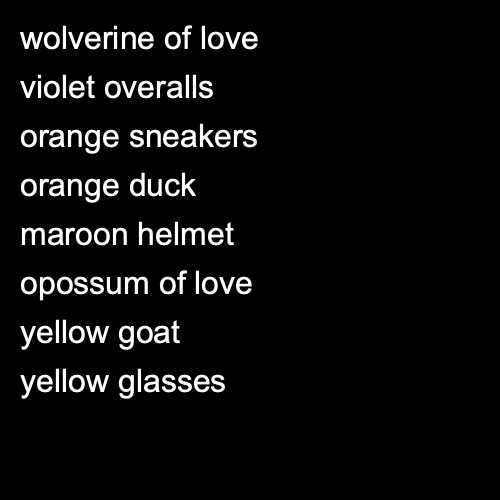 wolverine of love
violet overalls
orange sneakers
orange duck
maroon helmet
opossum of love
yellow goat
yellow glasses